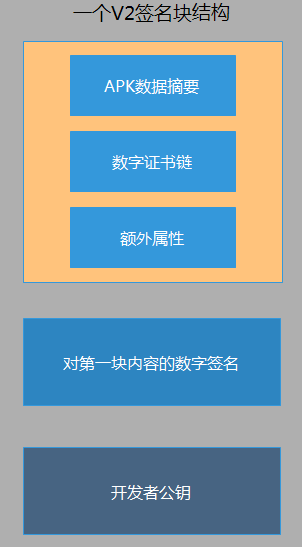 一个V2签名块结构
APK数据摘要
数字证书链
额外属性
对第一块内容的数字签名
开发者公钥